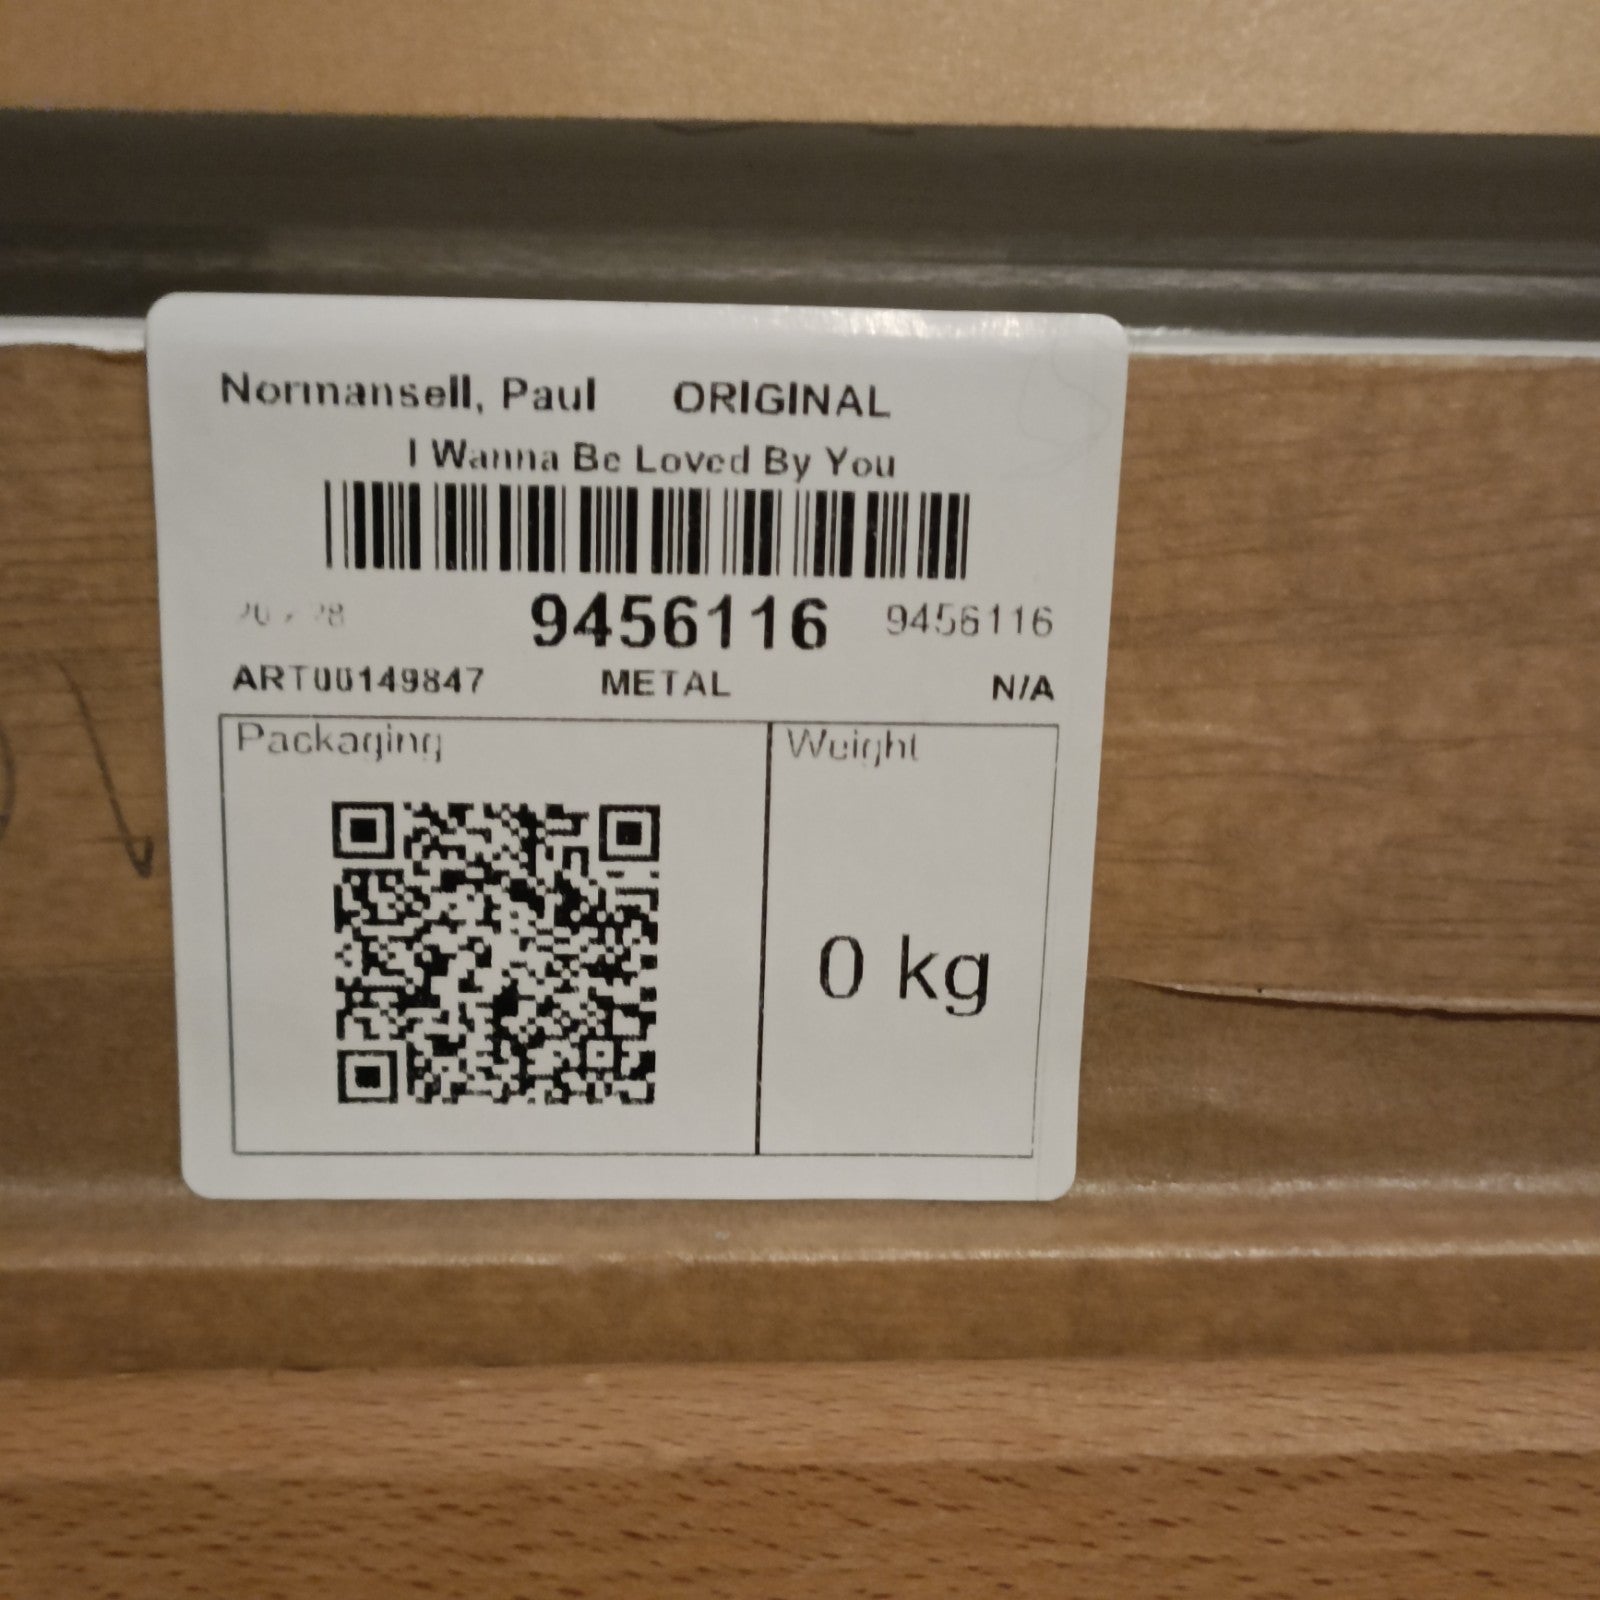 Normansell, Paul ORIGINAL
I Wanna Be Loved By You
9456116 9456116
ART00149847 METAL N/A
Packaging Weight
0 kg